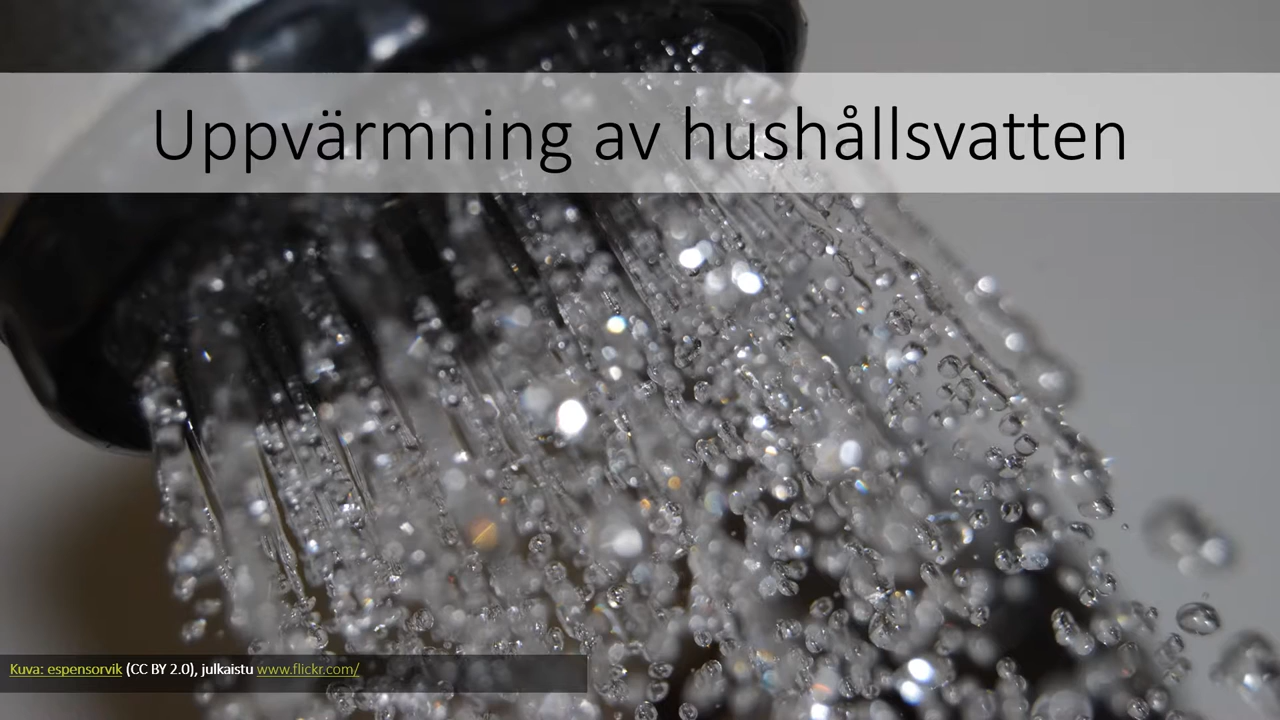 Uppvärmning av hushållsvatten
Kuva: espensorvik (CC BY 2.0), julkaistu www.flickr.com/